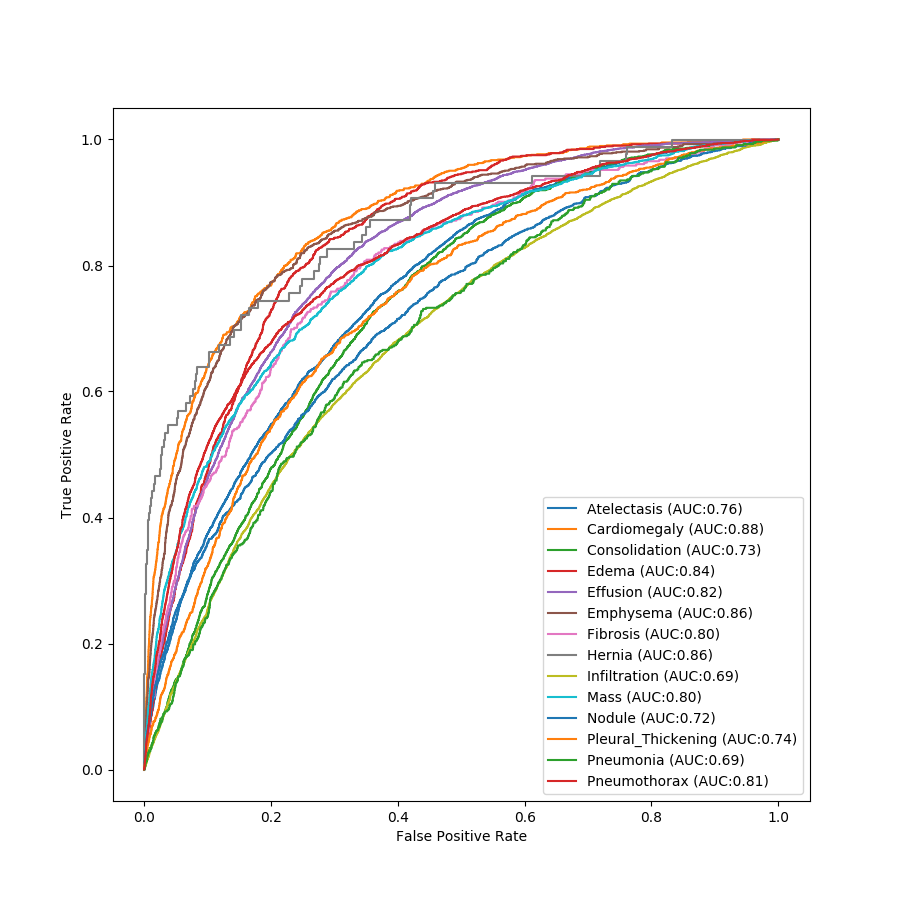 1.0
0.8
0.6
0.4
0.2
0.0
True Positive Rate
Atelectasis (AUC:0.76)
Cardiomegaly (AUC:0.88)
Consolidation (AUC:0.73)
Edema (AUC:0.84)
Effusion (AUC:0.82)
Emphysema (AUC:0.86)
Fibrosis (AUC:0.80)
Hernia (AUC:0.86)
Infiltration (AUC:0.69)
Mass (AUC:0.80)
Nodule (AUC:0.72)
Pleural_Thickening (AUC:0.74)
Pneumonia (AUC:0.69)
Pneumothorax (AUC:0.81)
0.0 0.2 0.4 0.6 0.8 1.0
False Positive Rate